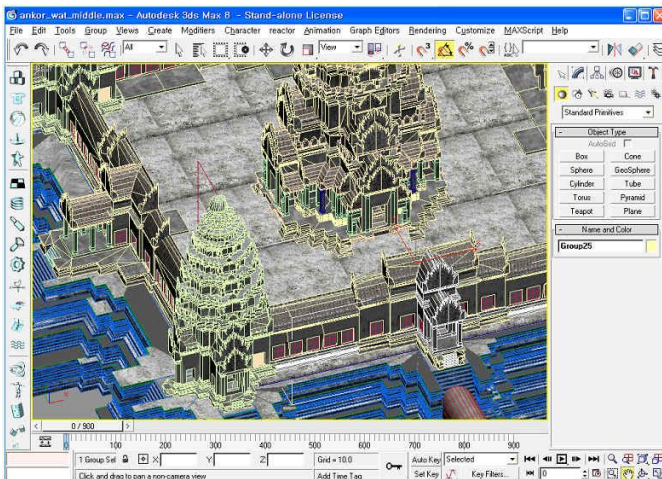 ankor_wat_middle.max - Autodesk 3ds Max 8 - Stand-alone License
File Edit Tools Group Views Create Modifiers Character reactor Animation Graph Editors Rendering Customize MAXScript Help
All View
Standard Primitives
- Object Type
AutoGrid
Box Cone
Sphere GeoSphere
Cylinder Tube
Torus Pyramid
Teapot Plane
- Name and Color
Group25
< 0 / 900 >
0 100 200 300 400 500 600 700 800 900
1 Group Sel X: Y: Z: Grid = 10.0 Auto Key Selected
Click and drag to pan a non-camera view Add Time Tag Set Key Key Filters... 0